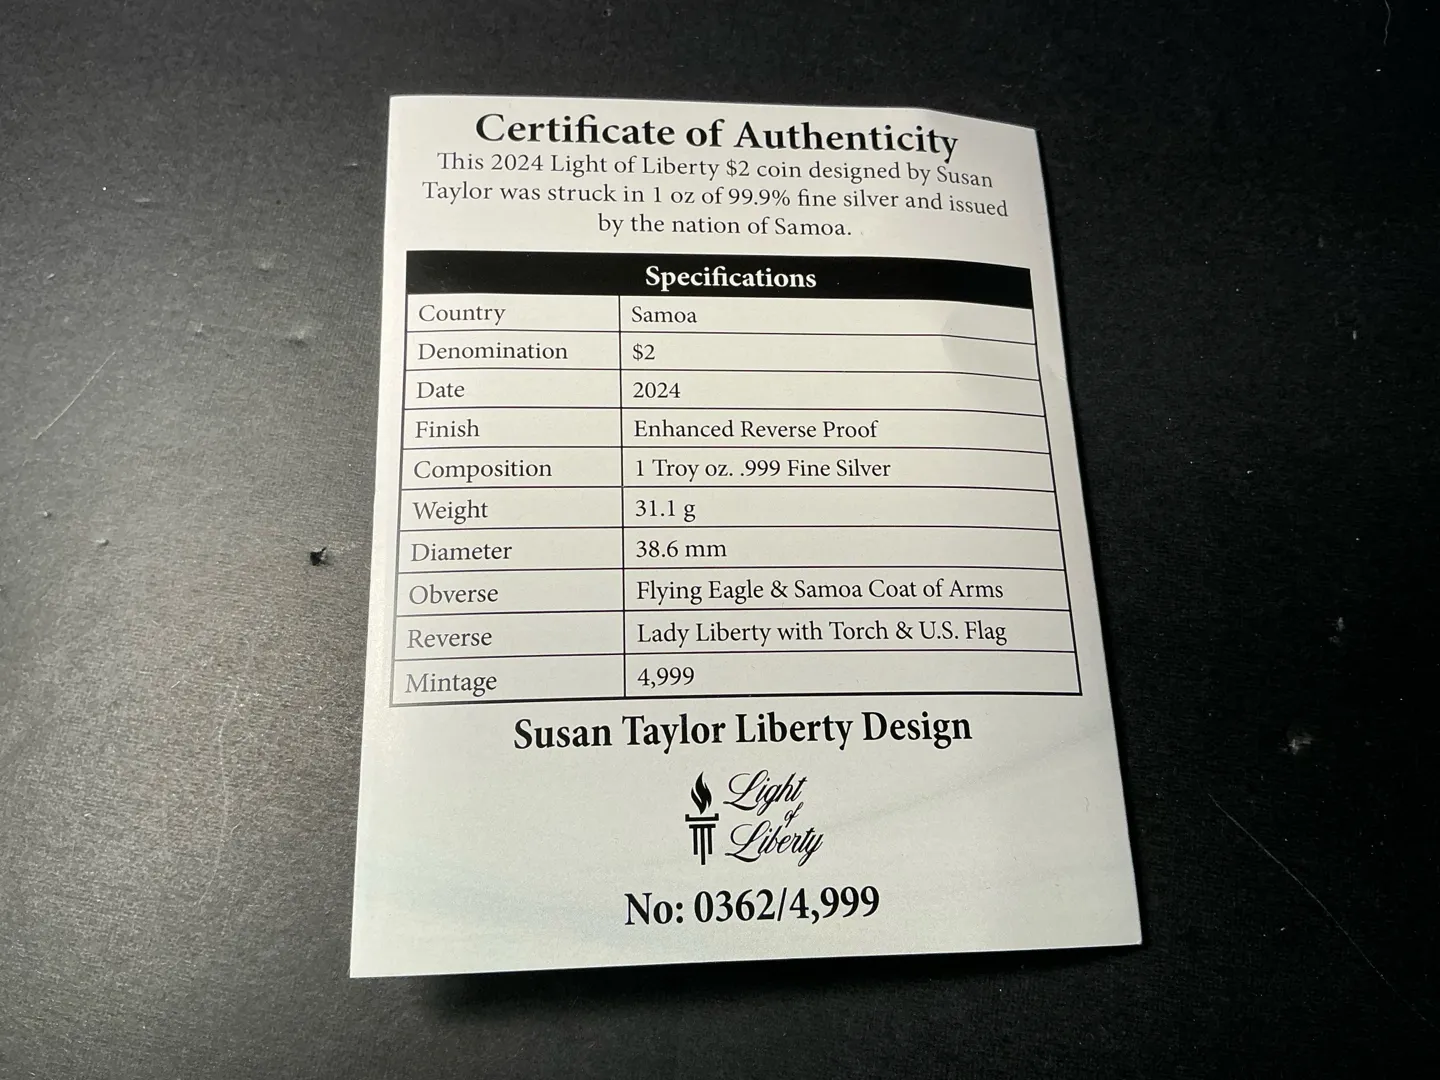 Certificate of Authenticity
This 2024 Light of Liberty $2 coin designed by Susan
Taylor was struck in 1 oz of 99.9% fine silver and issued
by the nation of Samoa.
Specifications
Country Samoa
Denomination $2
Date 2024
Finish Enhanced Reverse Proof
Composition 1 Troy oz. .999 Fine Silver
Weight 31.1 g
Diameter 38.6 mm
Obverse Flying Eagle & Samoa Coat of Arms
Reverse Lady Liberty with Torch & U.S. Flag
Mintage 4,999
Susan Taylor Liberty Design
Light
of
Liberty
No: 0362/4,999